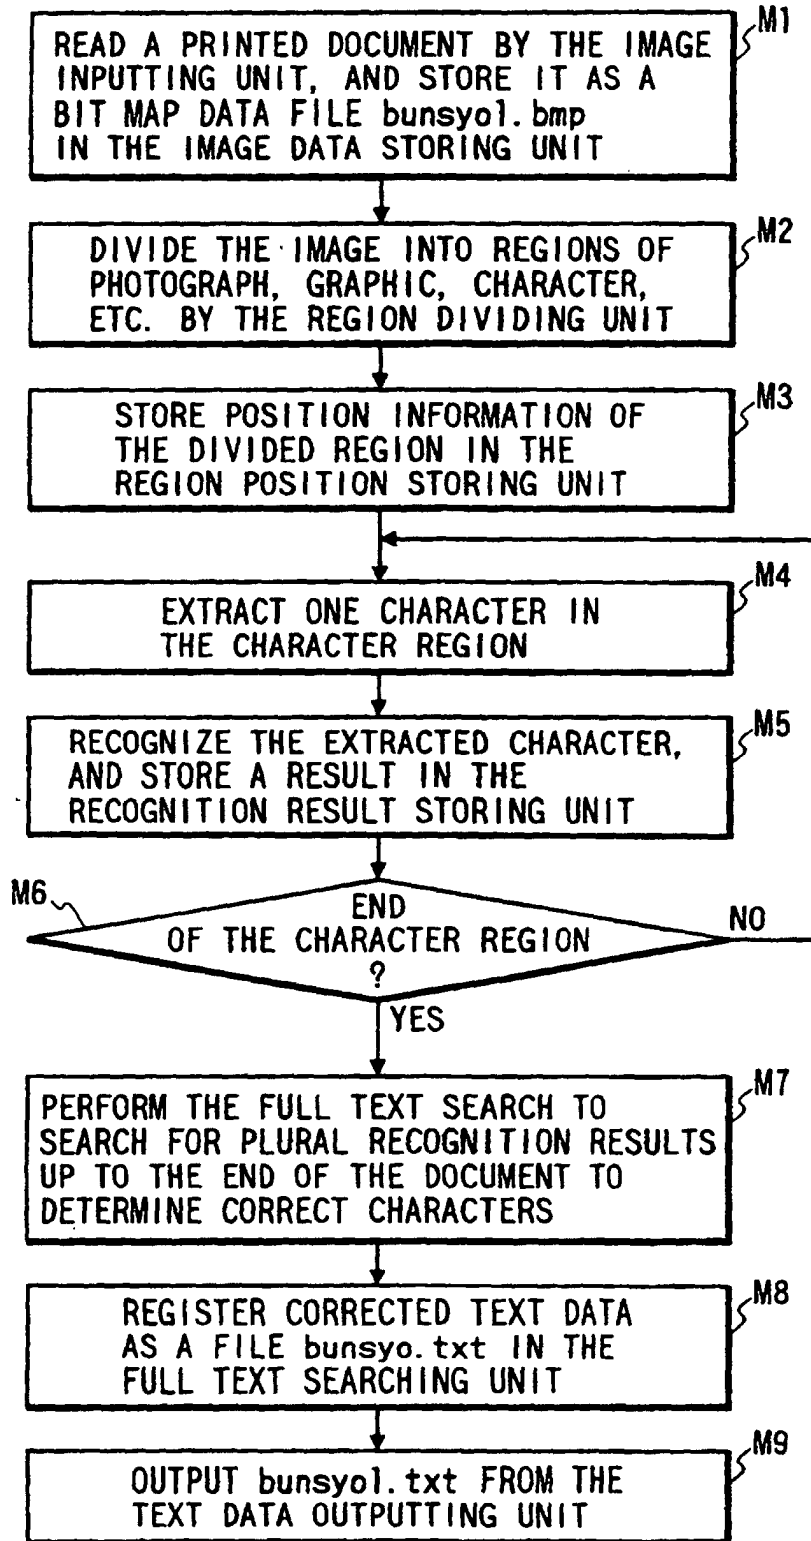 M1
READ A PRINTED DOCUMENT BY THE IMAGE
INPUTTING UNIT, AND STORE IT AS A
BIT MAP DATA FILE bunsyo1.bmp
IN THE IMAGE DATA STORING UNIT
M2
DIVIDE THE IMAGE INTO REGIONS OF
PHOTOGRAPH, GRAPHIC, CHARACTER,
ETC. BY THE REGION DIVIDING UNIT
M3
STORE POSITION INFORMATION OF
THE DIVIDED REGION IN THE
REGION POSITION STORING UNIT
M4
EXTRACT ONE CHARACTER IN
THE CHARACTER REGION
M5
RECOGNIZE THE EXTRACTED CHARACTER,
AND STORE A RESULT IN THE
RECOGNITION RESULT STORING UNIT
M6
END
OF THE CHARACTER REGION
?
NO
YES
M7
PERFORM THE FULL TEXT SEARCH TO
SEARCH FOR PLURAL RECOGNITION RESULTS
UP TO THE END OF THE DOCUMENT TO
DETERMINE CORRECT CHARACTERS
M8
REGISTER CORRECTED TEXT DATA
AS A FILE bunsyo.txt IN THE
FULL TEXT SEARCHING UNIT
M9
OUTPUT bunsyo1.txt FROM THE
TEXT DATA OUTPUTTING UNIT